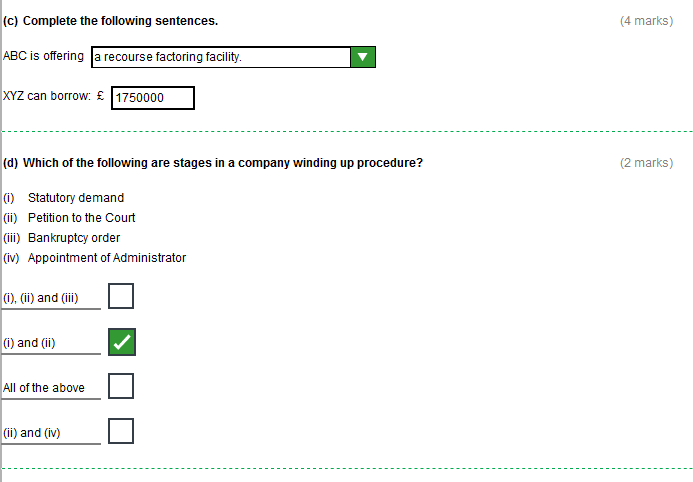 (c) Complete the following sentences. (4 marks)
ABC is offering a recourse factoring facility.
XYZ can borrow: £ 1750000
(d) Which of the following are stages in a company winding up procedure? (2 marks)
(i) Statutory demand
(ii) Petition to the Court
(iii) Bankruptcy order
(iv) Appointment of Administrator
(i), (ii) and (iii)
(i) and (ii)
All of the above
(ii) and (iv)